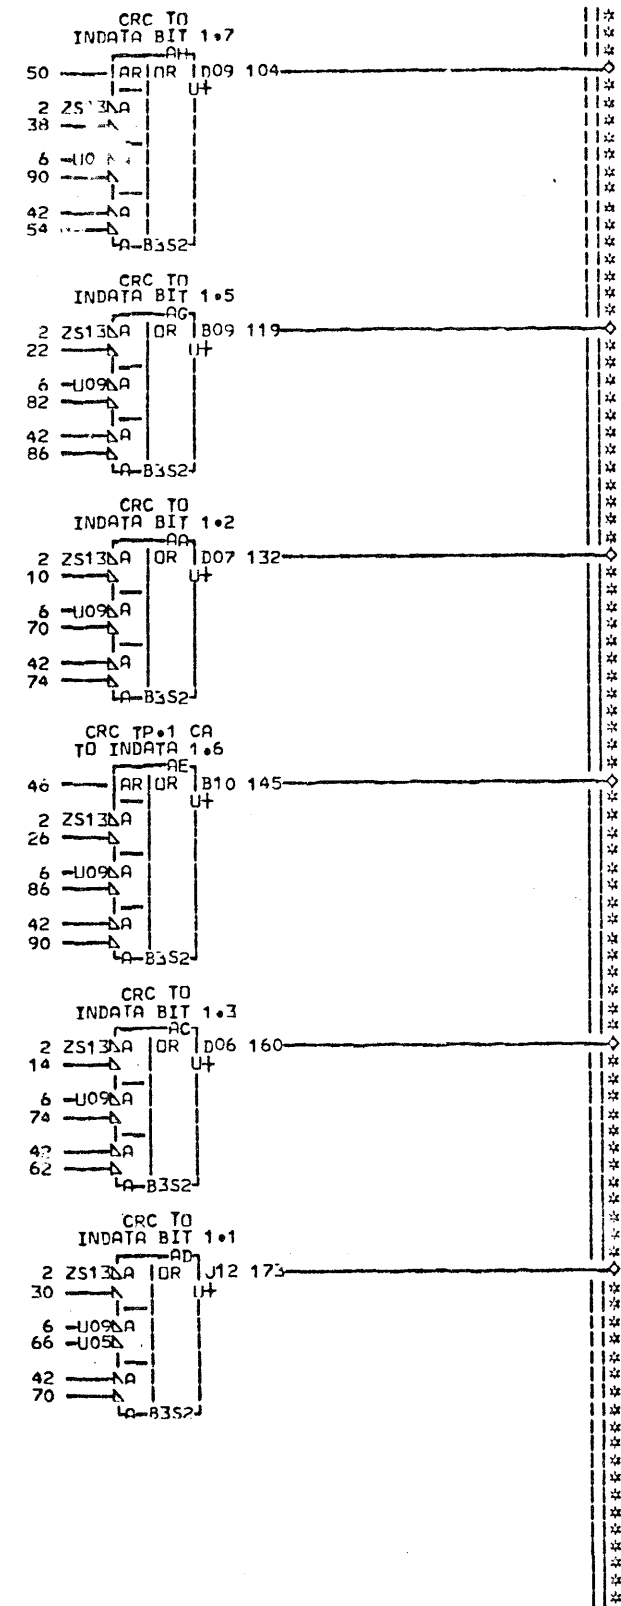 CRC TO
INDATA BIT 1.7
AH
50 AR OR D09 104
U+
2 ZS13 A
38
6 U0
90
42 A
54
A B3S2
CRC TO
INDATA BIT 1.5
AG
2 ZS13 A OR B09 119
22 U+
6 U09 A
82
42 A
86
A B3S2
CRC TO
INDATA BIT 1.2
AA
2 ZS13 A OR D07 132
10 U+
6 U09 A
70
42 A
74
A B3S2
CRC TP.1 CA
TO INDATA 1.6
AE
46 AR OR B10 145
U+
2 ZS13 A
26
6 U09 A
86
42 A
90
A B3S2
CRC TO
INDATA BIT 1.3
AC
2 ZS13 A OR D06 160
14 U+
6 U09 A
74
42 A
62
A B3S2
CRC TO
INDATA BIT 1.1
AD
2 ZS13 A OR J12 173
30 U+
6 U09 A
66 U05
42 A
70
A B3S2